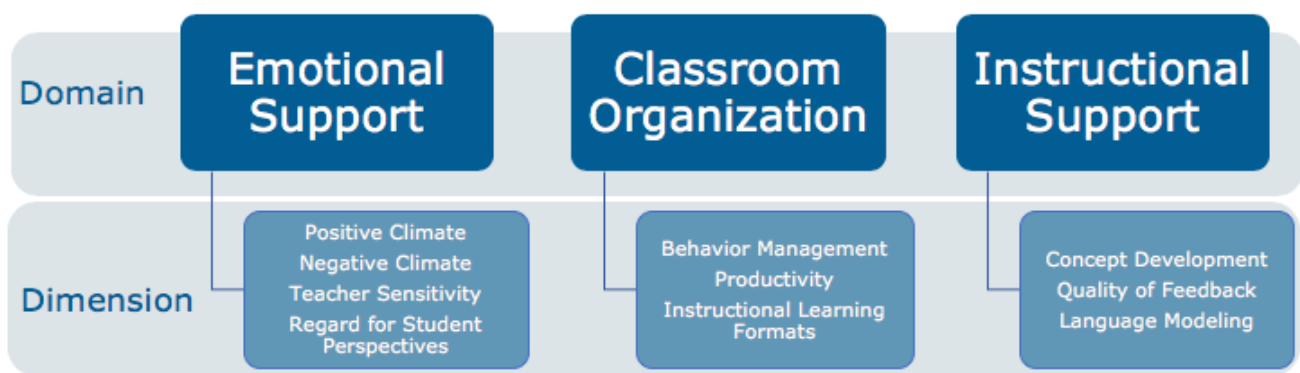 Domain
Emotional
Support
Classroom
Organization
Instructional
Support
Dimension
Positive Climate
Negative Climate
Teacher Sensitivity
Regard for Student
Perspectives
Behavior Management
Productivity
Instructional Learning
Formats
Concept Development
Quality of Feedback
Language Modeling